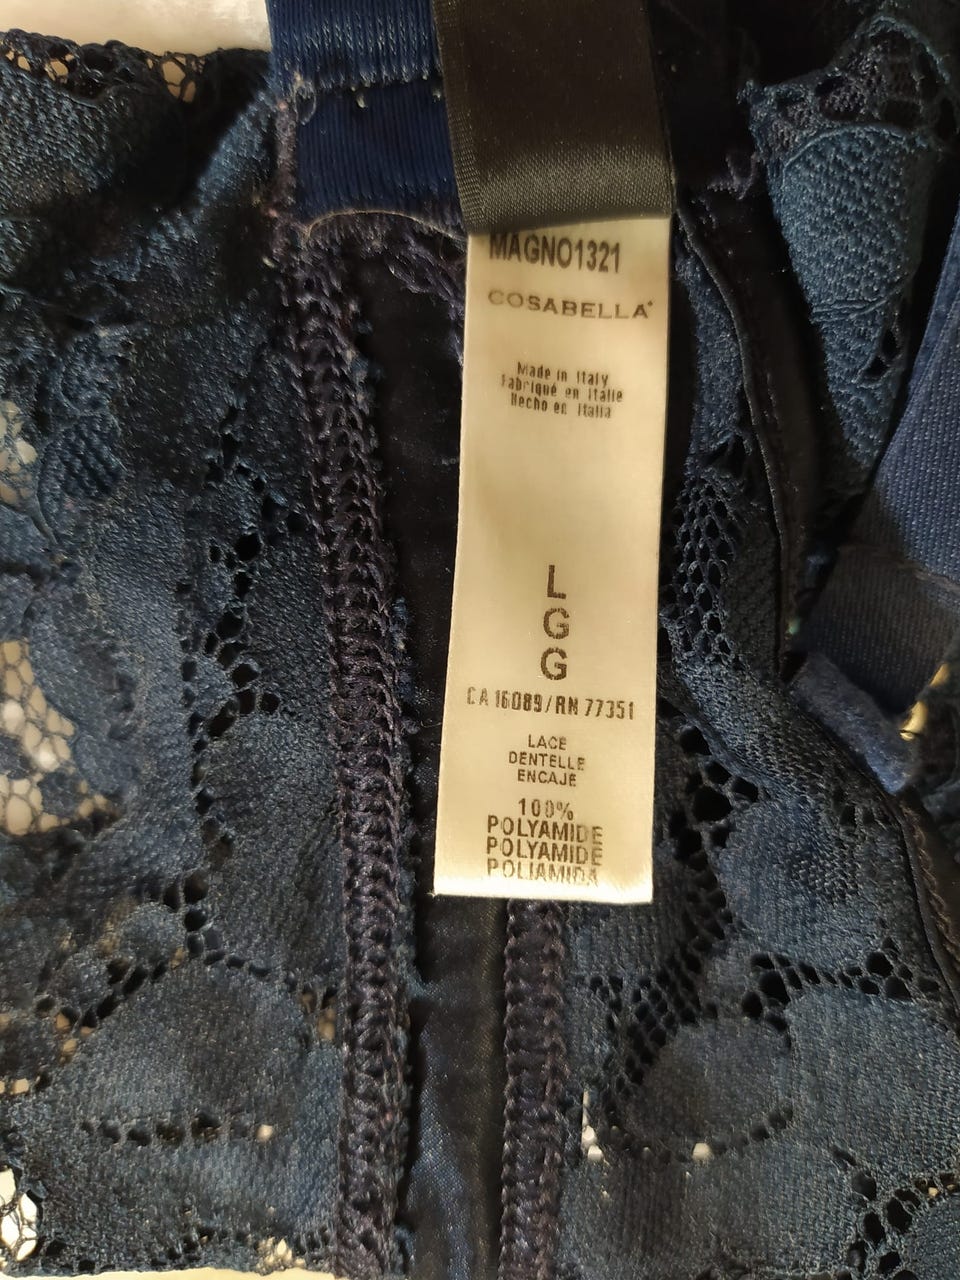 MAGNO1321
COSABELLA
Made in Italy
Fabriqué en Italie
Hecho en Italia
L
G
G
CA 16089/RN 77351
LACE
DENTELLE
ENCAJE
100%
POLYAMIDE
POLYAMIDE
POLIAMIDA